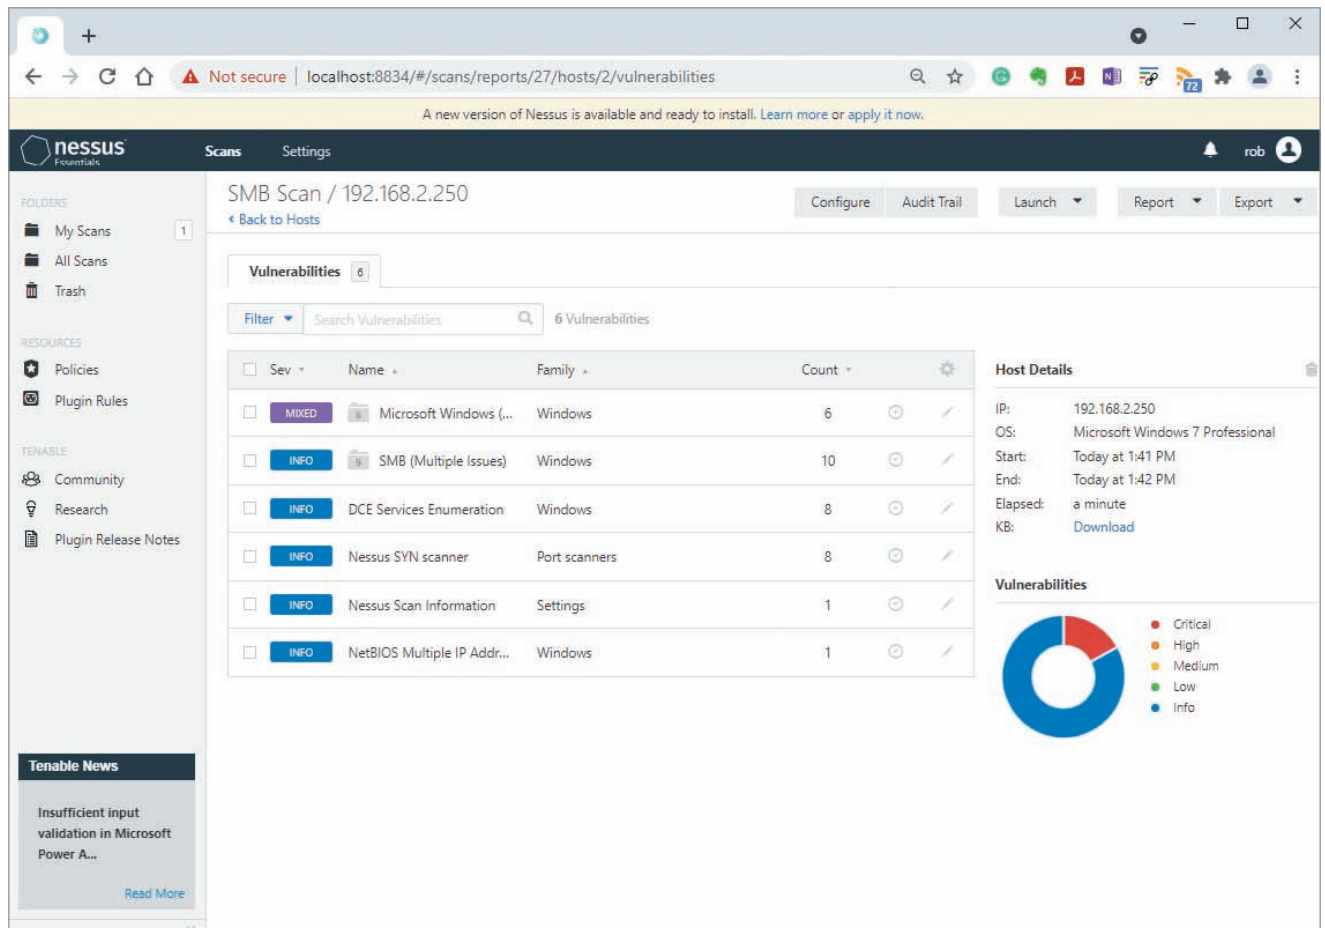 Not secure localhost:8834/#/scans/reports/27/hosts/2/vulnerabilities
72
A new version of Nessus is available and ready to install. Learn more or apply it now.
nessus
Essentials
Scans Settings rob
FOLDERS
My Scans 1
All Scans
Trash
RESOURCES
Policies
Plugin Rules
TENABLE
Community
Research
Plugin Release Notes
Tenable News
Insufficient input
validation in Microsoft
Power A...
Read More
SMB Scan / 192.168.2.250
Back to Hosts
Configure Audit Trail Launch Report Export
Vulnerabilities 6
Filter Search Vulnerabilities 6 Vulnerabilities
Sev Name Family Count
MIXED 6 Microsoft Windows (... Windows 6
INFO 9 SMB (Multiple Issues) Windows 10
INFO DCE Services Enumeration Windows 8
INFO Nessus SYN scanner Port scanners 8
INFO Nessus Scan Information Settings 1
INFO NetBIOS Multiple IP Addr... Windows 1
Host Details
IP: 192.168.2.250
OS: Microsoft Windows 7 Professional
Start: Today at 1:41 PM
End: Today at 1:42 PM
Elapsed: a minute
KB: Download
Vulnerabilities
Critical
High
Medium
Low
Info